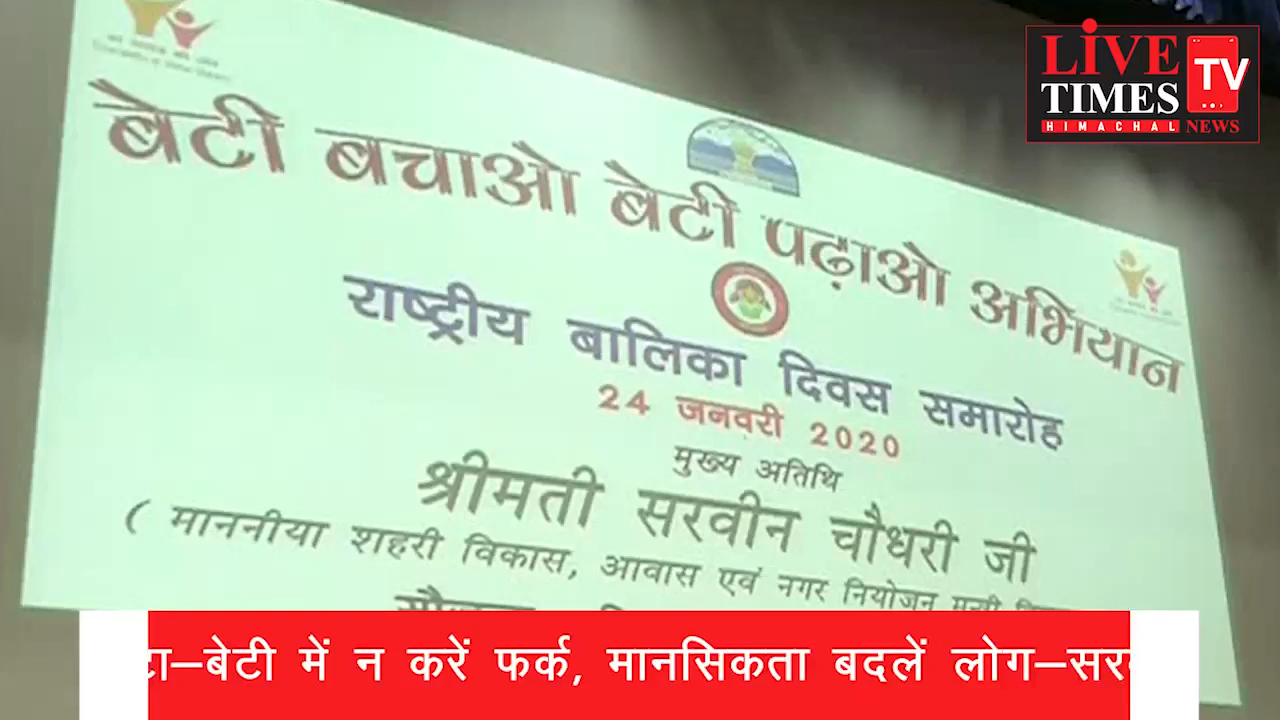 LiVE
TIMES TV
HIMACHAL NEWS
बेटी बचाओ बेटी पढ़ाओ अभियान
राष्ट्रीय बालिका दिवस समारोह
24 जनवरी 2020
मुख्य अतिथि
श्रीमती सरवीन चौधरी जी
( माननीया शहरी विकास, आवास एवं नगर नियोजन
–बेटी में न करें फर्क, मानसिकता बदलें लोग–